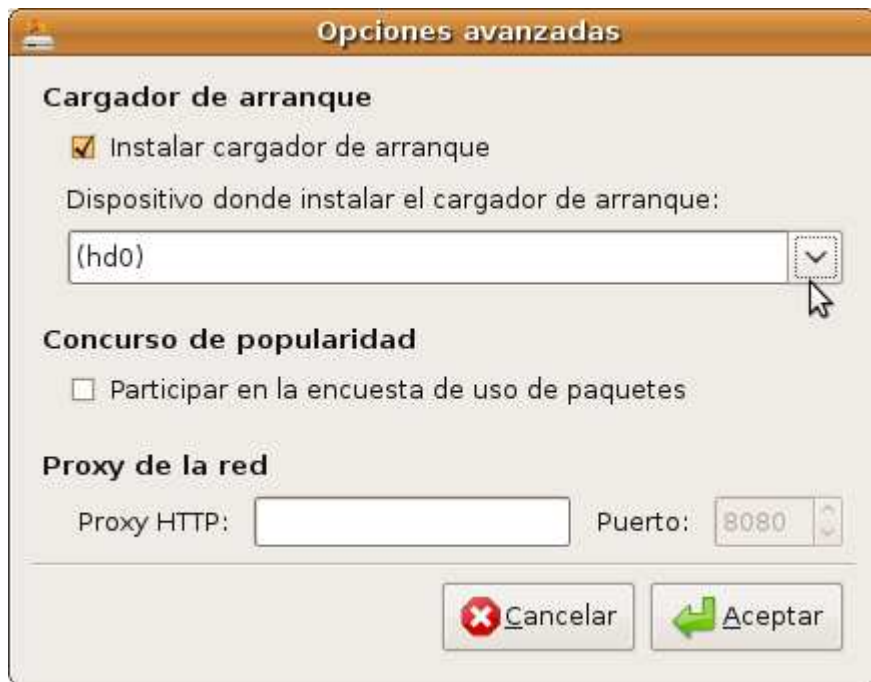 Opciones avanzadas
Cargador de arranque
Instalar cargador de arranque
Dispositivo donde instalar el cargador de arranque:
(hd0)
Concurso de popularidad
Participar en la encuesta de uso de paquetes
Proxy de la red
Proxy HTTP: Puerto: 8080
Cancelar Aceptar